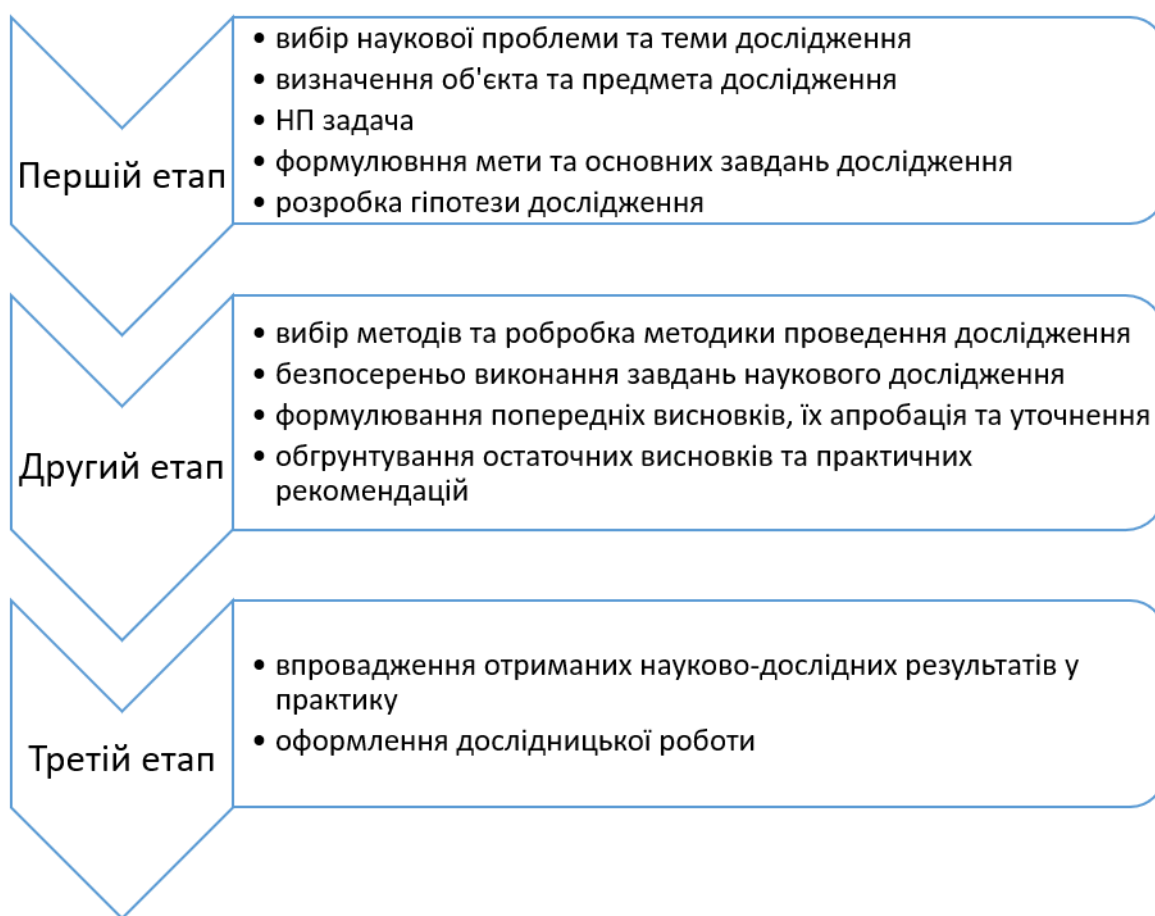 Першій етап
• вибір наукової проблеми та теми дослідження
• визначення об'єкта та предмета дослідження
• НП задача
• формулювння мети та основних завдань дослідження
• розробка гіпотези дослідження
Другий етап
• вибір методів та робробка методики проведення дослідження
• безпосереньо виконання завдань наукового дослідження
• формулювання попередніх висновків, їх апробація та уточнення
• обгрунтування остаточних висновків та практичних
рекомендацій
Третій етап
• впровадження отриманих науково-дослідних результатів у
практику
• оформлення дослідницької роботи